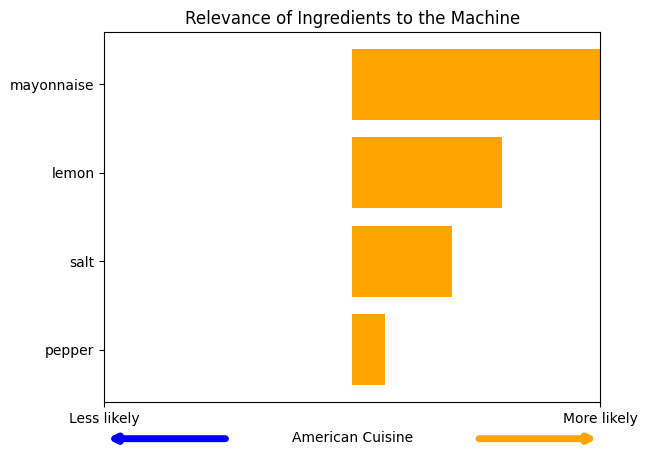 Relevance of Ingredients to the Machine
mayonnaise
lemon
salt
pepper
Less likely
More likely
American Cuisine